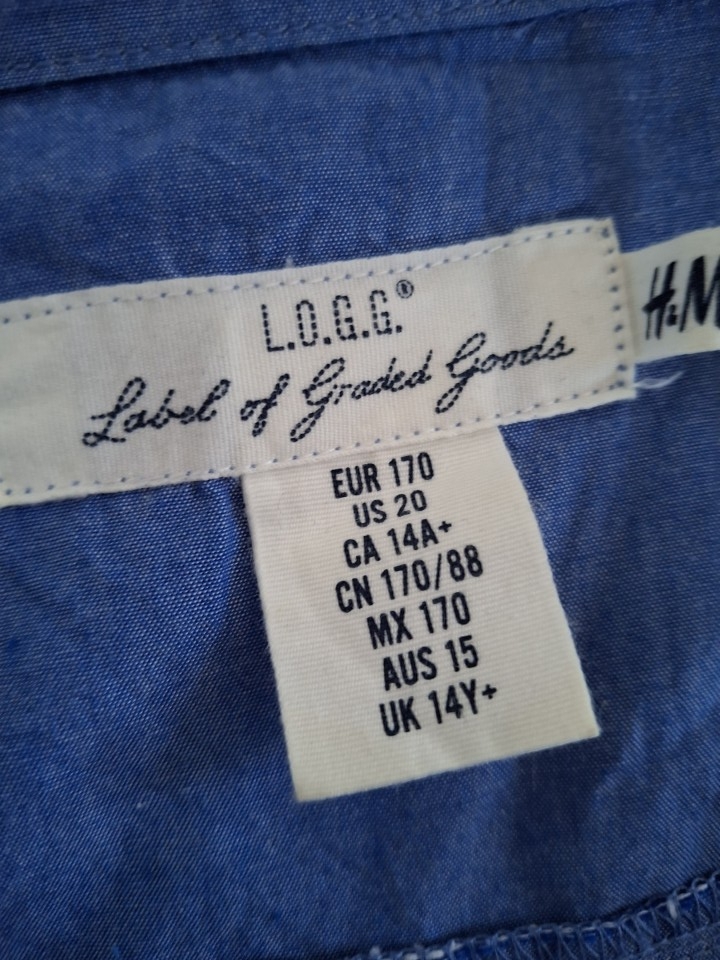 L.O.G.G.®
Label of Graded Goods
H&M
EUR 170
US 20
CA 14A+
CN 170/88
MX 170
AUS 15
UK 14Y+